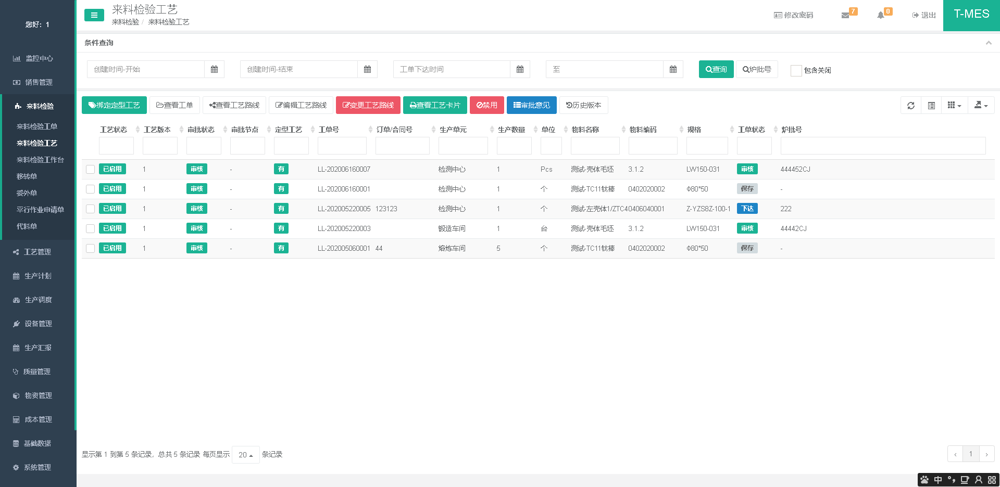 您好：1
监控中心
销售管理
来料检验
来料检验工单
来料检验工艺
来料检验工作台
移转单
委外单
平行作业申请单
代料单
工艺管理
生产计划
生产调度
设备管理
生产汇报
质量管理
物资管理
成本管理
基础数据
系统管理
来料检验工艺
来料检验 / 来料检验工艺
修改密码 7 0 退出 T-MES
条件查询
创建时间-开始 创建时间-结束 工单下达时间 至 查询 炉批号 包含关闭
绑定定型工艺 查看工单 查看工艺路线 编辑工艺路线 变更工艺路线 查看工艺卡片 禁用 审批意见 历史版本
工艺状态 工艺版本 审批状态 审批节点 定型工艺 工单号 订单/合同号 生产单元 生产数量 单位 物料名称 物料编码 规格 工单状态 炉批号
已启用 1 审核 - 有 LL-202006160007 检测中心 1 Pcs 测试-壳体毛坯 3.1.2 LW150-031 审核 444452CJ
已启用 1 审核 - 有 LL-202006160001 检测中心 1 个 测试-TC11钛棒 0402020002 Φ80*50 保存 -
已启用 1 审核 - 有 LL-202005220005 123123 检测中心 1 个 测试-左壳体1/ZTC40406040001 Z-YZS8Z-100-1 下达 222
已启用 1 审核 - 有 LL-202005220003 锻造车间 1 台 测试-壳体毛坯 3.1.2 LW150-031 审核 44442CJ
已启用 1 审核 - 有 LL-202005060001 44 熔炼车间 5 个 测试-TC11钛棒 0402020002 Φ80*50 保存 -
显示第 1 到第 5 条记录，总共 5 条记录 每页显示 20 条记录
‹ 1 ›
中 °，